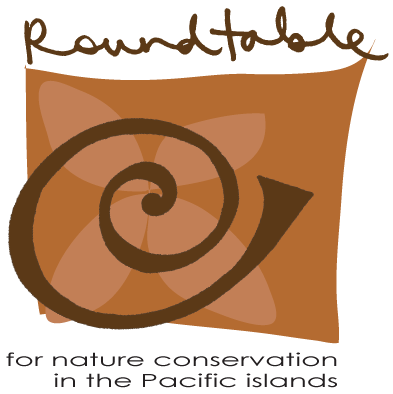 Roundtable
for nature conservation
in the Pacific islands